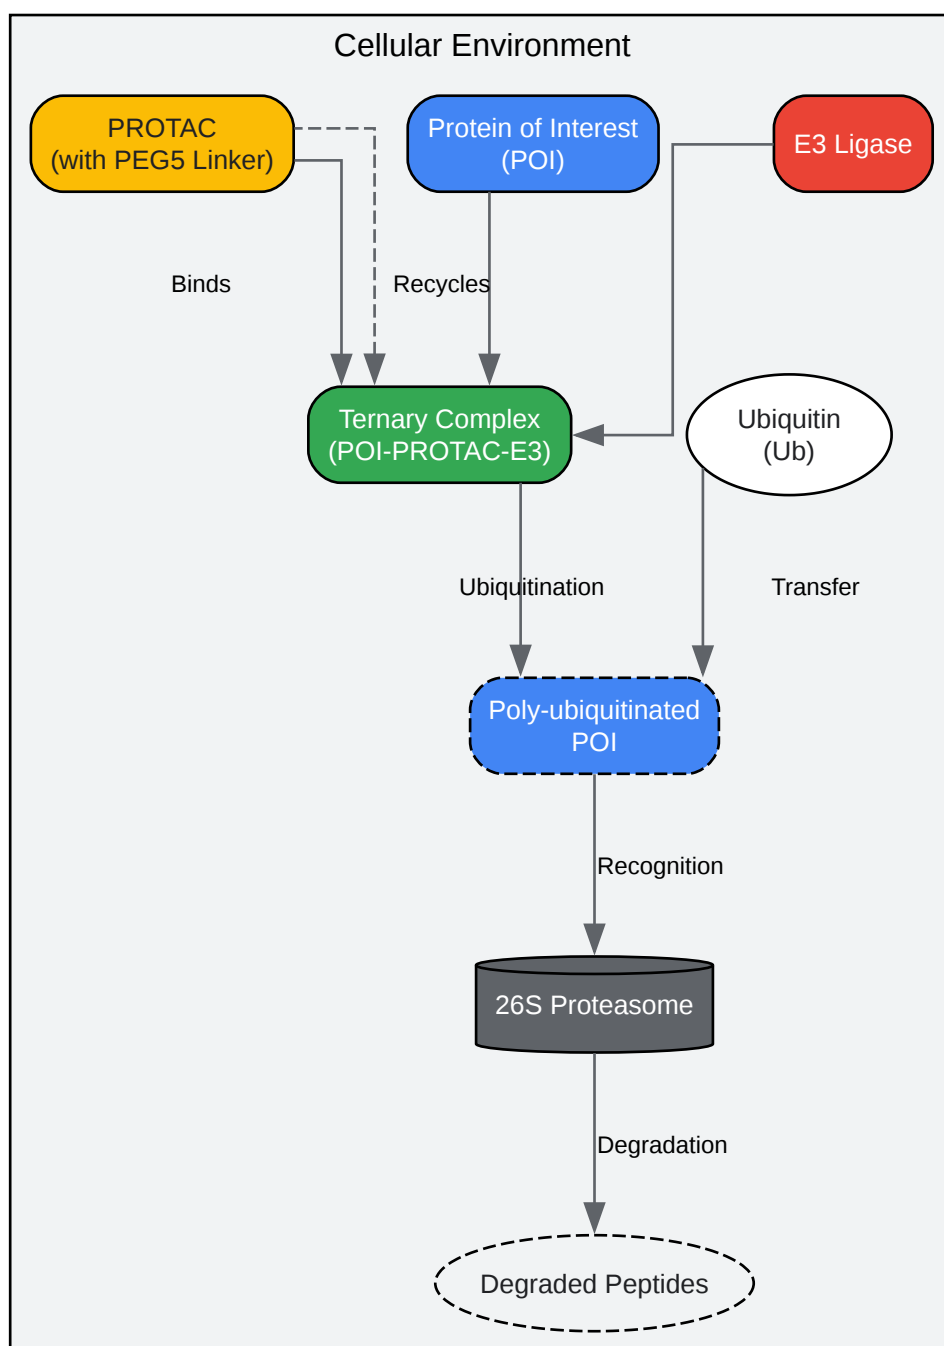 Cellular Environment
PROTAC
(with PEG5 Linker)
Protein of Interest
(POI)
E3 Ligase
Binds
Recycles
Ternary Complex
(POI-PROTAC-E3)
Ubiquitin
(Ub)
Ubiquitination
Transfer
Poly-ubiquitinated
POI
Recognition
26S Proteasome
Degradation
Degraded Peptides